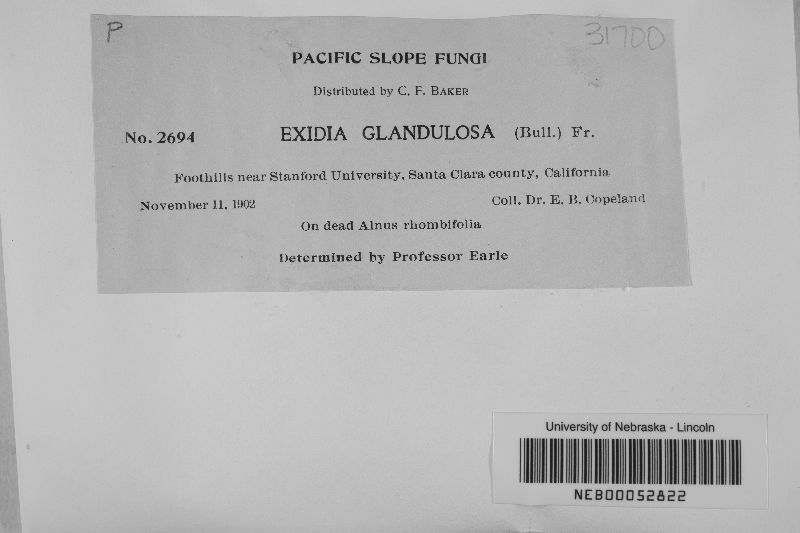 P
31700
PACIFIC SLOPE FUNGI
Distributed by C. F. BAKER
No. 2694 EXIDIA GLANDULOSA (Bull.) Fr.
Foothills near Stanford University, Santa Clara county, California
November 11, 1902 Coll. Dr. E. B. Copeland
On dead Alnus rhombifolia
Determined by Professor Earle
University of Nebraska - Lincoln
NEB00052822